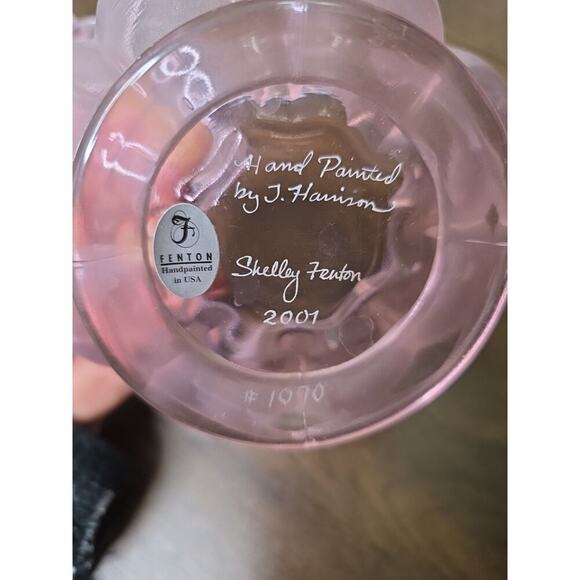 Hand Painted
by J. Harrison
F
FENTON
Handpainted
in USA
Shelley Fenton
2001
# 1070